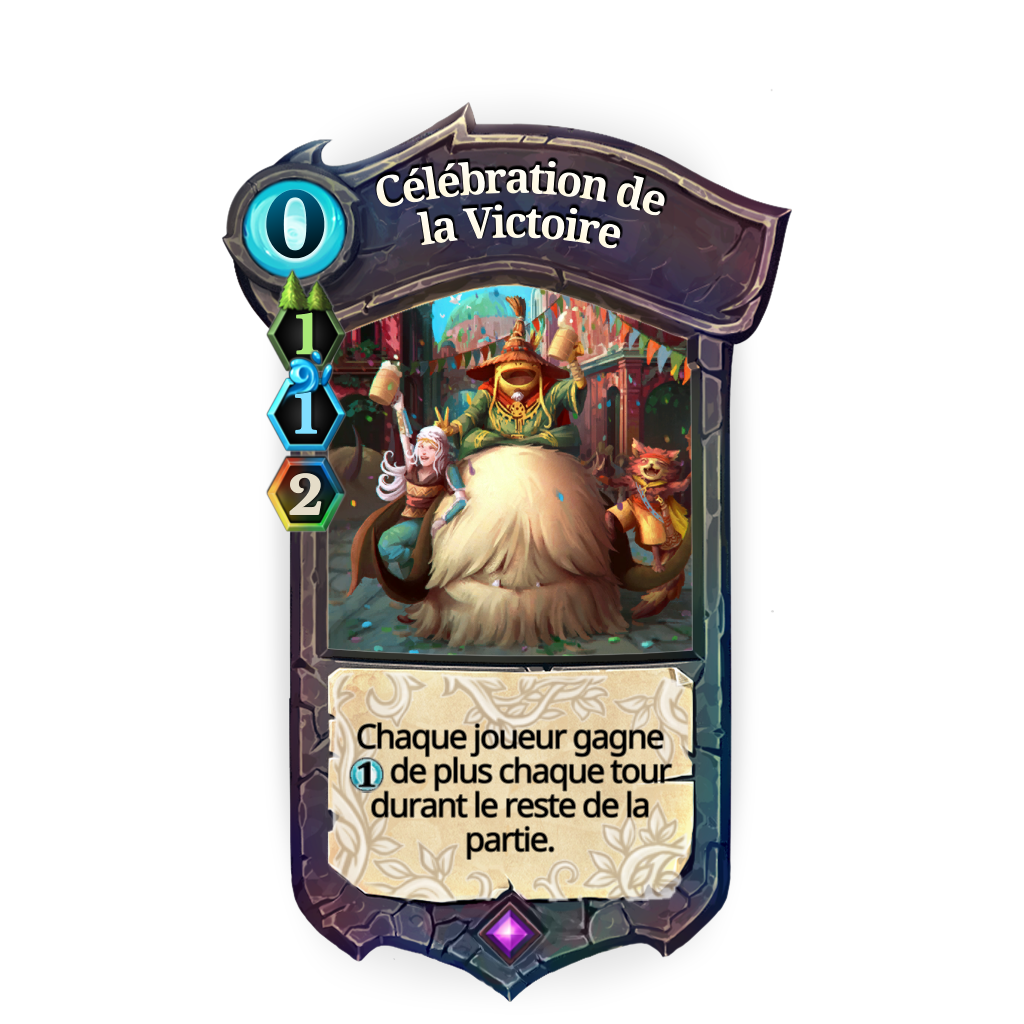 Célébration de
la Victoire
0
1
1
2
Chaque joueur gagne
1 de plus chaque tour
durant le reste de la
partie.